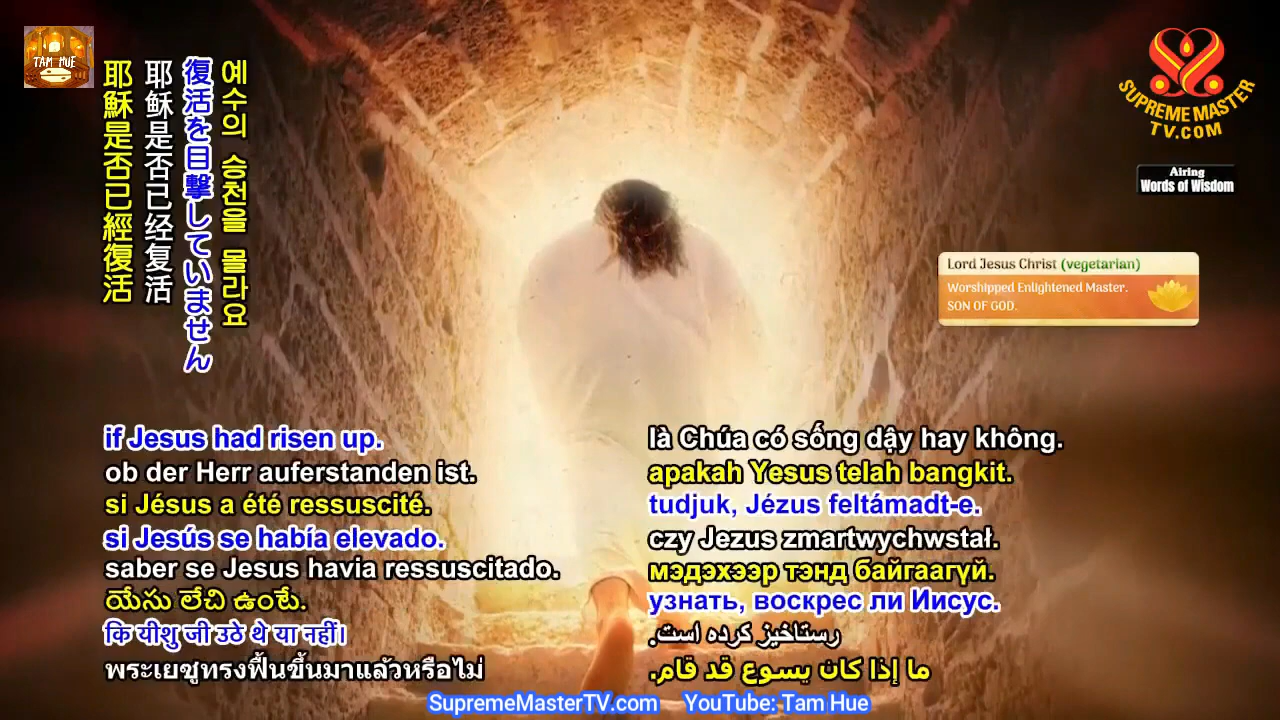 TAM HUE
耶穌是否已經復活
耶稣是否已经复活
復活を目撃していません
예수의 승천을 몰라요
SUPREME MASTER
TV.COM
Airing
Words of Wisdom
Lord Jesus Christ (vegetarian)
Worshipped Enlightened Master.
SON OF GOD.
if Jesus had risen up.
ob der Herr auferstanden ist.
si Jésus a été ressuscité.
si Jesús se había elevado.
saber se Jesus havia ressuscitado.
యేసు లేచి ఉంటే.
कि यीशु जी उठे थे या नहीं।
พระเยซูทรงฟื้นขึ้นมาแล้วหรือไม่
là Chúa có sống dậy hay không.
apakah Yesus telah bangkit.
tudjuk, Jézus feltámadt-e.
czy Jezus zmartwychwstał.
мэдэхээр тэнд байгаагүй.
узнать, воскрес ли Иисус.
رستاخیز کرده است.
ما إذا كان يسوع قد قام.
SupremeMasterTV.com YouTube: Tam Hue